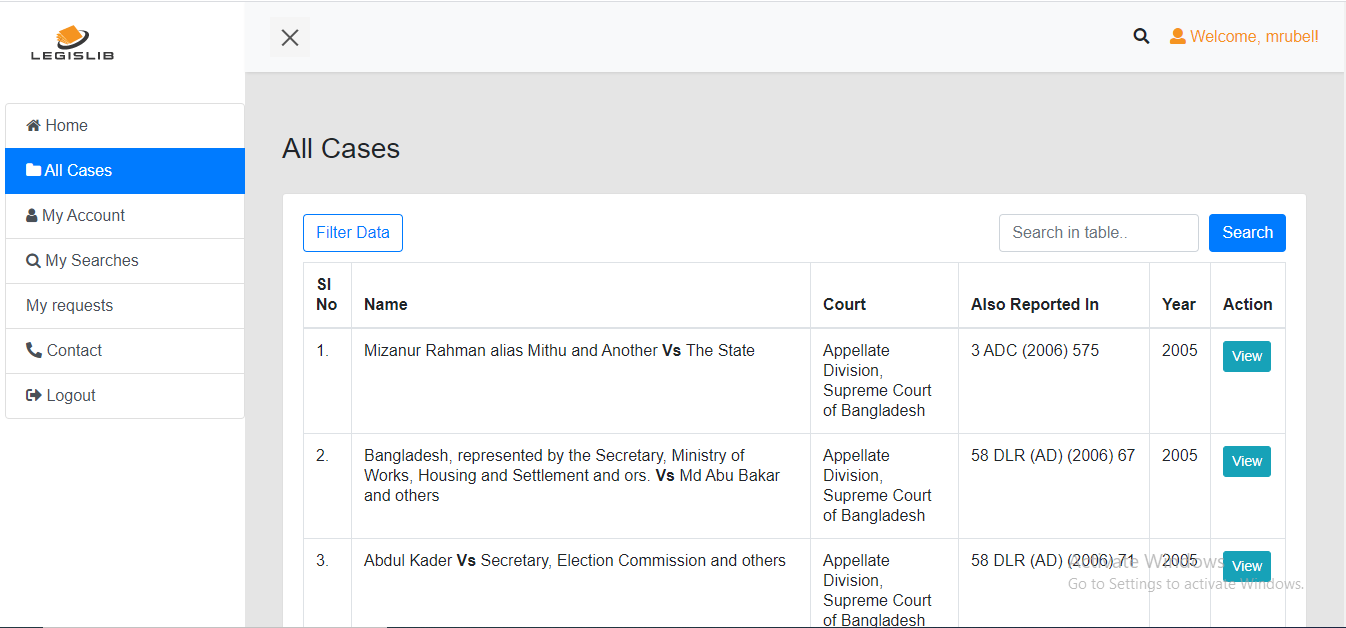 LEGISLIB
Welcome, mrubel!
Home
All Cases
My Account
My Searches
My requests
Contact
Logout
All Cases
Filter Data
Search in table..
Search
Sl
No
Name
Court
Also Reported In
Year
Action
1.
Mizanur Rahman alias Mithu and Another Vs The State
Appellate
Division,
Supreme Court
of Bangladesh
3 ADC (2006) 575
2005
View
2.
Bangladesh, represented by the Secretary, Ministry of
Works, Housing and Settlement and ors. Vs Md Abu Bakar
and others
Appellate
Division,
Supreme Court
of Bangladesh
58 DLR (AD) (2006) 67
2005
View
3.
Abdul Kader Vs Secretary, Election Commission and others
Appellate
Division,
Supreme Court
of Bangladesh
58 DLR (AD) (2006) 71
2005
View
Activate Windows
Go to Settings to activate Windows.